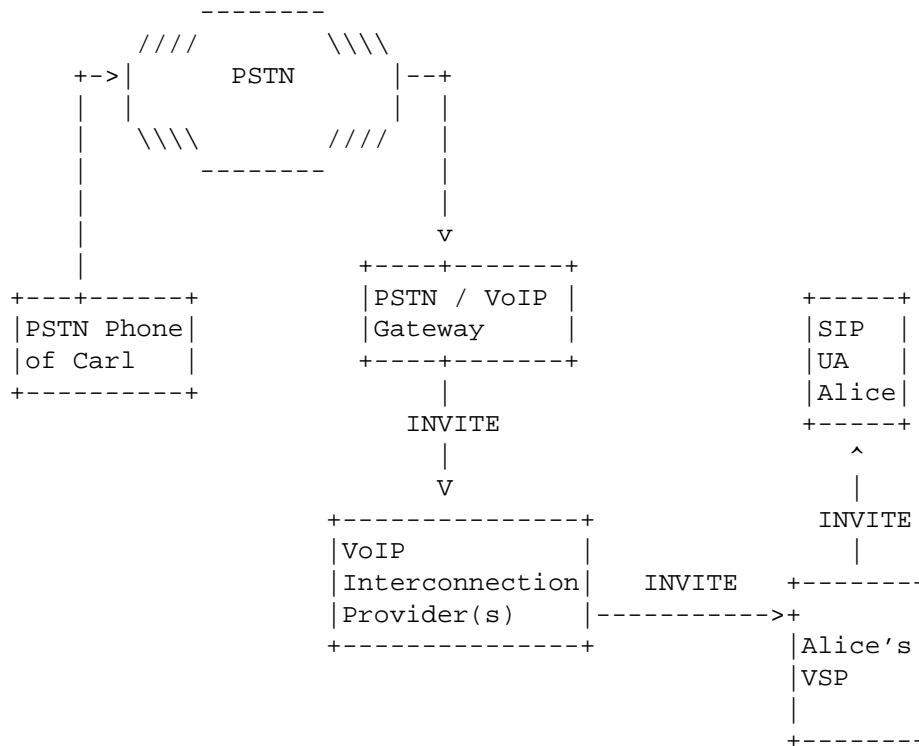 PSTN
PSTN / VoIP
Gateway
PSTN Phone
of Carl
SIP
UA
Alice
INVITE
INVITE
VoIP
Interconnection
Provider(s)
INVITE
Alice's
VSP